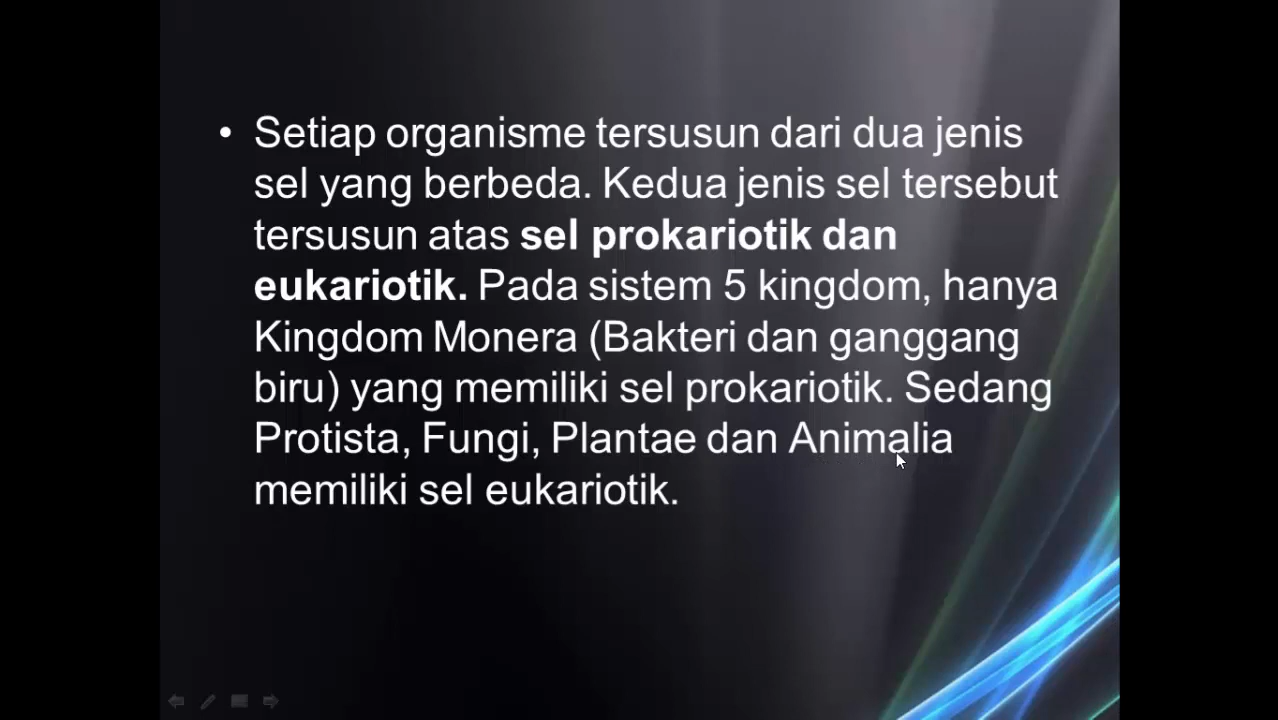 • Setiap organisme tersusun dari dua jenis
sel yang berbeda. Kedua jenis sel tersebut
tersusun atas sel prokariotik dan
eukariotik. Pada sistem 5 kingdom, hanya
Kingdom Monera (Bakteri dan ganggang
biru) yang memiliki sel prokariotik. Sedang
Protista, Fungi, Plantae dan Animalia
memiliki sel eukariotik.